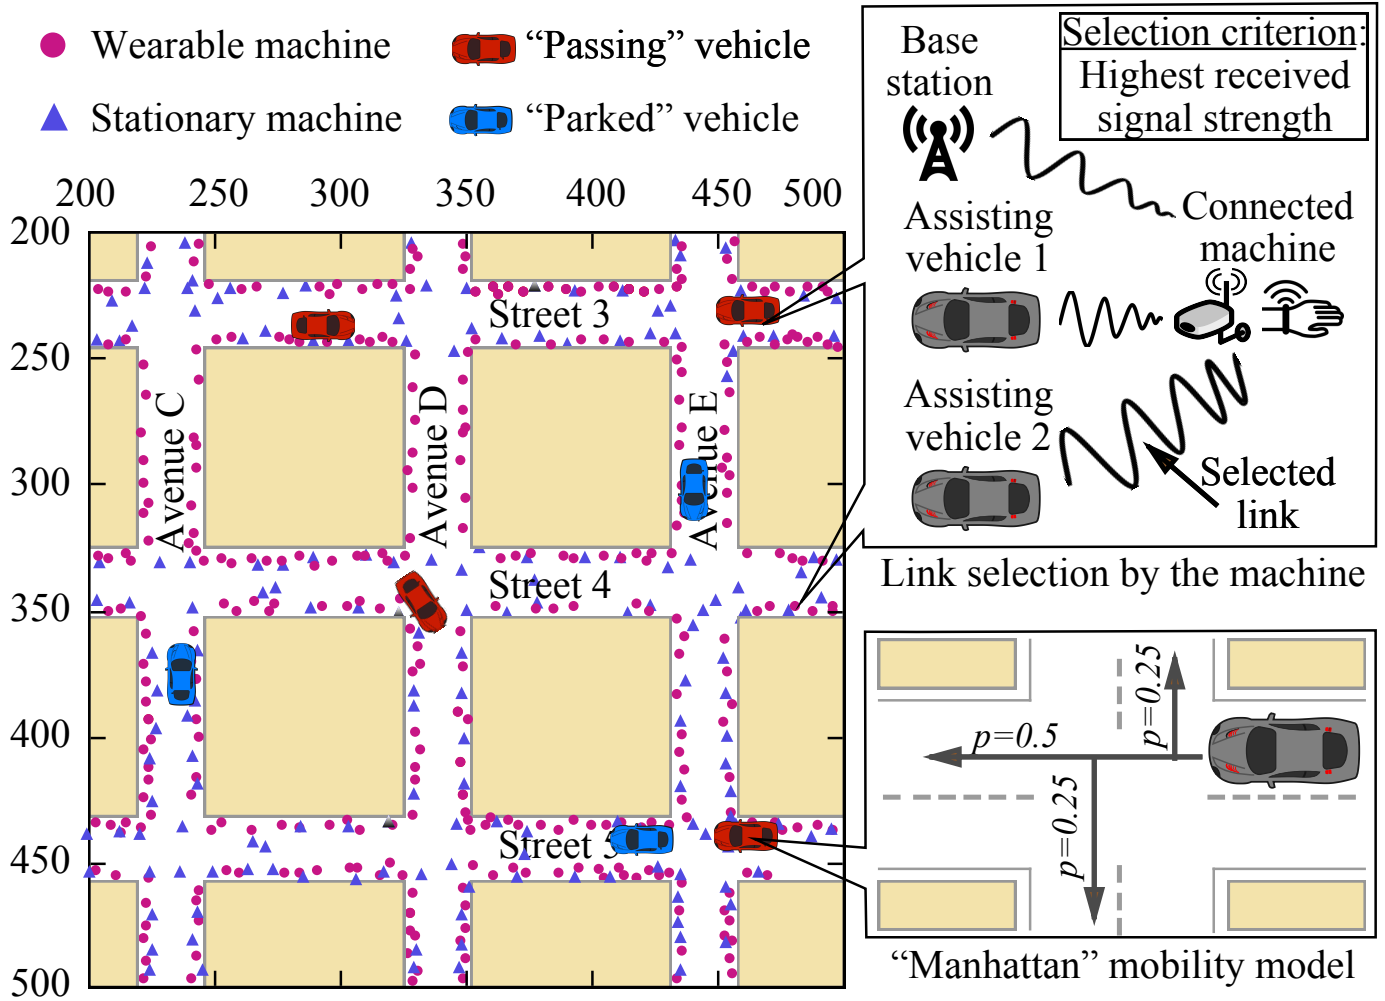 Wearable machine
“Passing” vehicle
Stationary machine
“Parked” vehicle
200 250 300 350 400 450 500
200
250
300
350
400
450
500
Street 3
Street 4
Street 5
Avenue C
Avenue D
Avenue E
Selection criterion:
Highest received
signal strength
Base
station
Assisting
vehicle 1
Connected
machine
Assisting
vehicle 2
Selected
link
Link selection by the machine
p=0.25
p=0.5
p=0.25
“Manhattan” mobility model